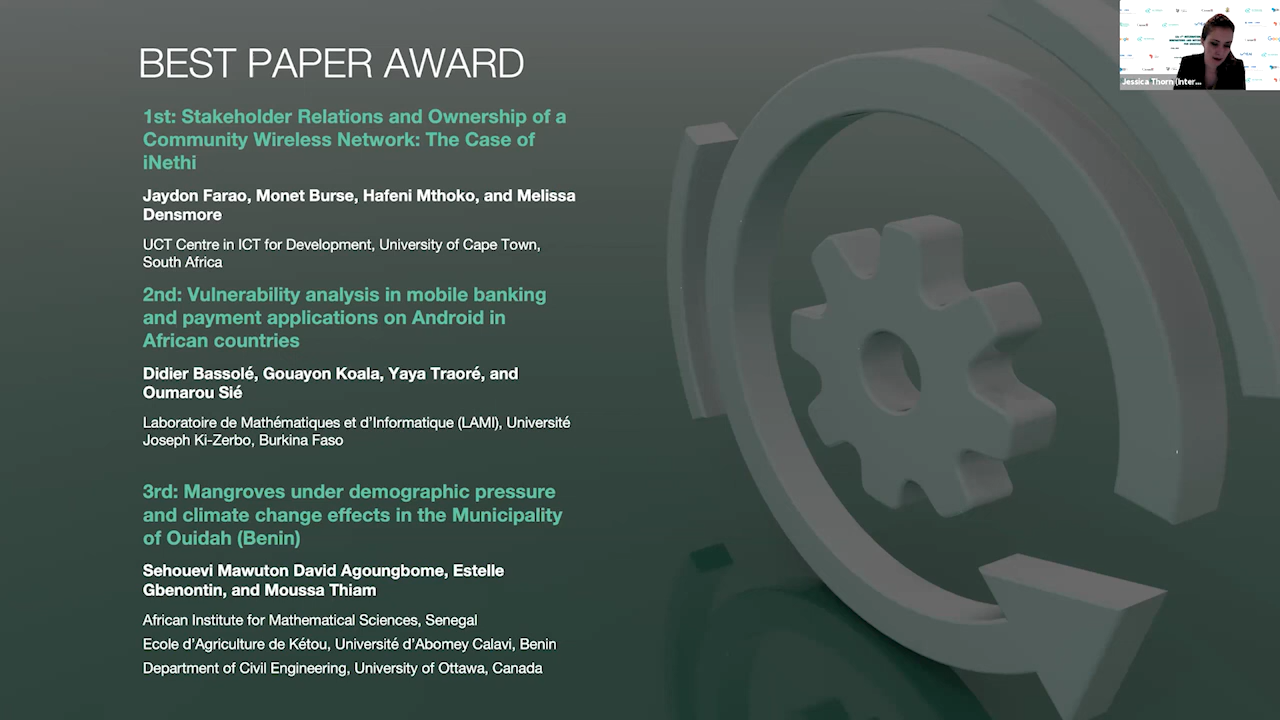 BEST PAPER AWARD
1st: Stakeholder Relations and Ownership of a
Community Wireless Network: The Case of
iNethi
Jaydon Farao, Monet Burse, Hafeni Mthoko, and Melissa
Densmore
UCT Centre in ICT for Development, University of Cape Town,
South Africa
2nd: Vulnerability analysis in mobile banking
and payment applications on Android in
African countries
Didier Bassolé, Gouayon Koala, Yaya Traoré, and
Oumarou Sié
Laboratoire de Mathématiques et d’Informatique (LAMI), Université
Joseph Ki-Zerbo, Burkina Faso
3rd: Mangroves under demographic pressure
and climate change effects in the Municipality
of Ouidah (Benin)
Sehouevi Mawuton David Agoungbome, Estelle
Gbenontin, and Moussa Thiam
African Institute for Mathematical Sciences, Senegal
Ecole d’Agriculture de Kétou, Université d’Abomey Calavi, Benin
Department of Civil Engineering, University of Ottawa, Canada
Jessica Thorn (Inter...